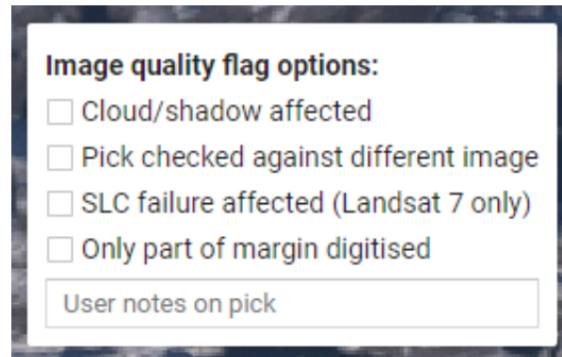 Image quality flag options:
Cloud/shadow affected
Pick checked against different image
SLC failure affected (Landsat 7 only)
Only part of margin digitised
User notes on pick